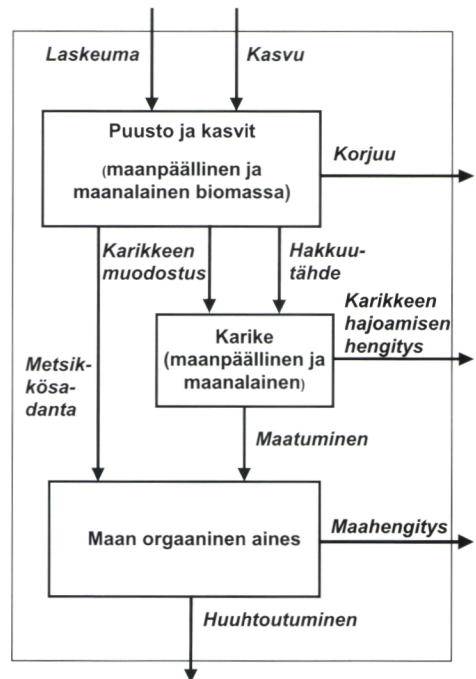 Laskeuma
Kasvu
Puusto ja kasvit
(maanpäällinen ja
maanalainen biomassa)
Korjuu
Karikkeen
muodostus
Hakkuu-
tähde
Karikkeen
hajoamisen
hengitys
Karike
(maanpäällinen ja
maanalainen)
Metsik-
kösa-
danta
Maatuminen
Maan orgaaninen aines
Maahengitys
Huuhtoutuminen